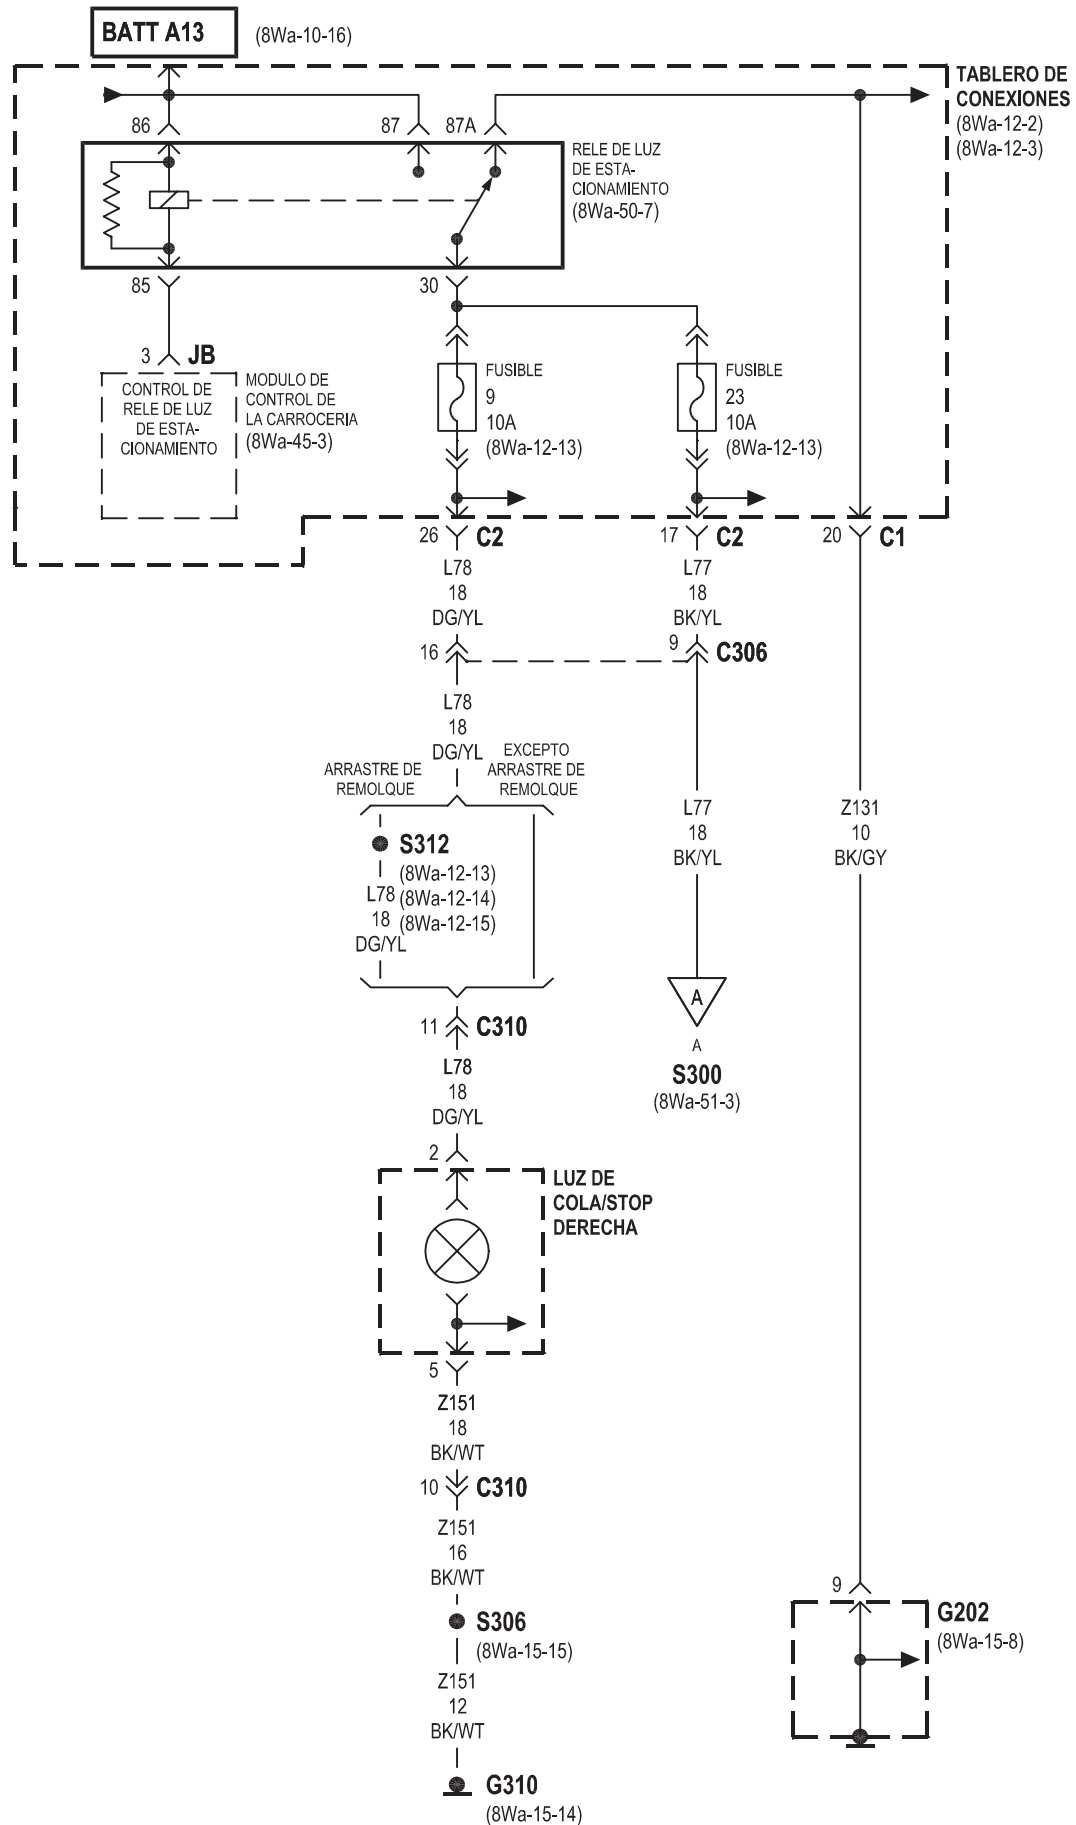 BATT A13
(8Wa-10-16)
TABLERO DE
CONEXIONES
(8Wa-12-2)
(8Wa-12-3)
86
87
87A
RELE DE LUZ
DE ESTA-
CIONAMIENTO
(8Wa-50-7)
85
30
3
JB
CONTROL DE
RELE DE LUZ
DE ESTA-
CIONAMIENTO
MODULO DE
CONTROL DE
LA CARROCERIA
(8Wa-45-3)
FUSIBLE
9
10A
(8Wa-12-13)
FUSIBLE
23
10A
(8Wa-12-13)
26
C2
17
C2
20
C1
L78
18
DG/YL
L77
18
BK/YL
16
9
C306
L78
18
DG/YL
ARRASTRE DE
REMOLQUE
EXCEPTO
ARRASTRE DE
REMOLQUE
L77
18
BK/YL
Z131
10
BK/GY
S312
(8Wa-12-13)
(8Wa-12-14)
(8Wa-12-15)
L78
18
DG/YL
A
A
S300
(8Wa-51-3)
11
C310
L78
18
DG/YL
2
LUZ DE
COLA/STOP
DERECHA
5
Z151
18
BK/WT
10
C310
Z151
16
BK/WT
S306
(8Wa-15-15)
Z151
12
BK/WT
G310
(8Wa-15-14)
9
G202
(8Wa-15-8)